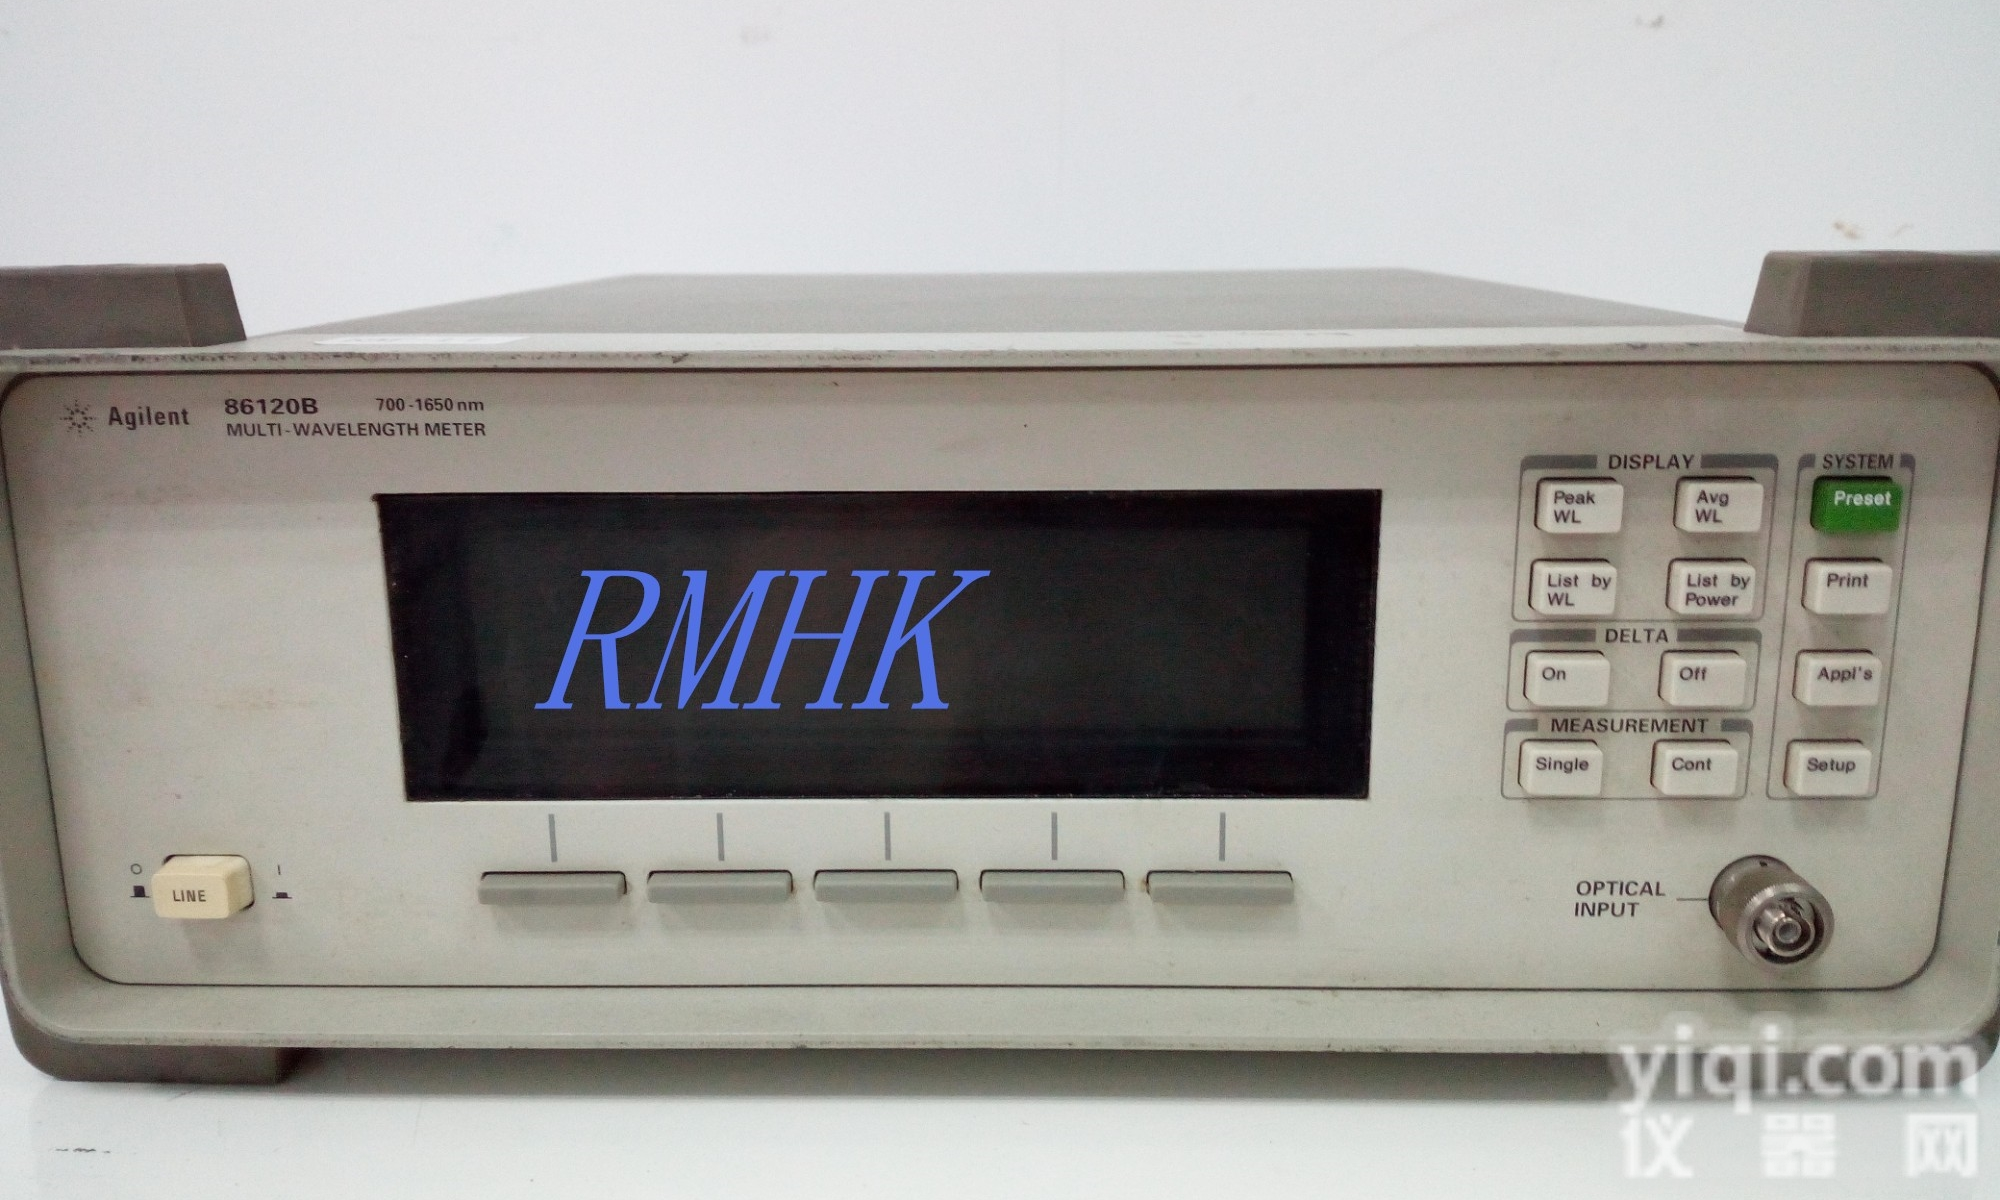 Agilent
86120B 700-1650 nm
MULTI-WAVELENGTH METER
RMHK
DISPLAY
SYSTEM
Peak
WL
Avg
WL
Preset
List by
WL
List by
Power
Print
DELTA
On
Off
Appl's
MEASUREMENT
Single
Cont
Setup
O
I
LINE
OPTICAL
INPUT
yiqi.com
仪器网